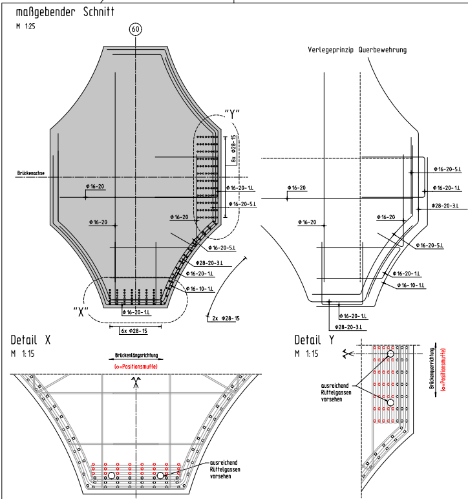 maßgebender Schnitt
M 1:25
60
Verlegeprinzip Querbewehrung
"Y"
6x Ø28-15
Brückenachse
Ø16-20
Ø16-20
Ø16-20
Ø16-20-1.L
Ø16-20-5.L
Ø16-20-5.L
Ø28-20-3.L
Ø16-20-1.L
Ø16-10-1.L
"X"
Ø16-20-1.L
6x Ø28-15
2x Ø28-15
Ø16-20
Ø16-20
Ø16-20-5.L
Ø16-20-1.L
Ø28-20-3.L
Ø16-20-5.L
Ø16-20-1.L
Ø16-10-1.L
Ø16-20-1.L
Ø28-20-3.L
Detail X
M 1:15
Brückenlängsrichtung
(o=Positionsmuffe)
ausreichend
Rüttelgassen
vorsehen
Detail Y
M 1:15
ausreichend
Rüttelgassen
vorsehen
Brückenlängsrichtung
(o=Positionsmuffe)